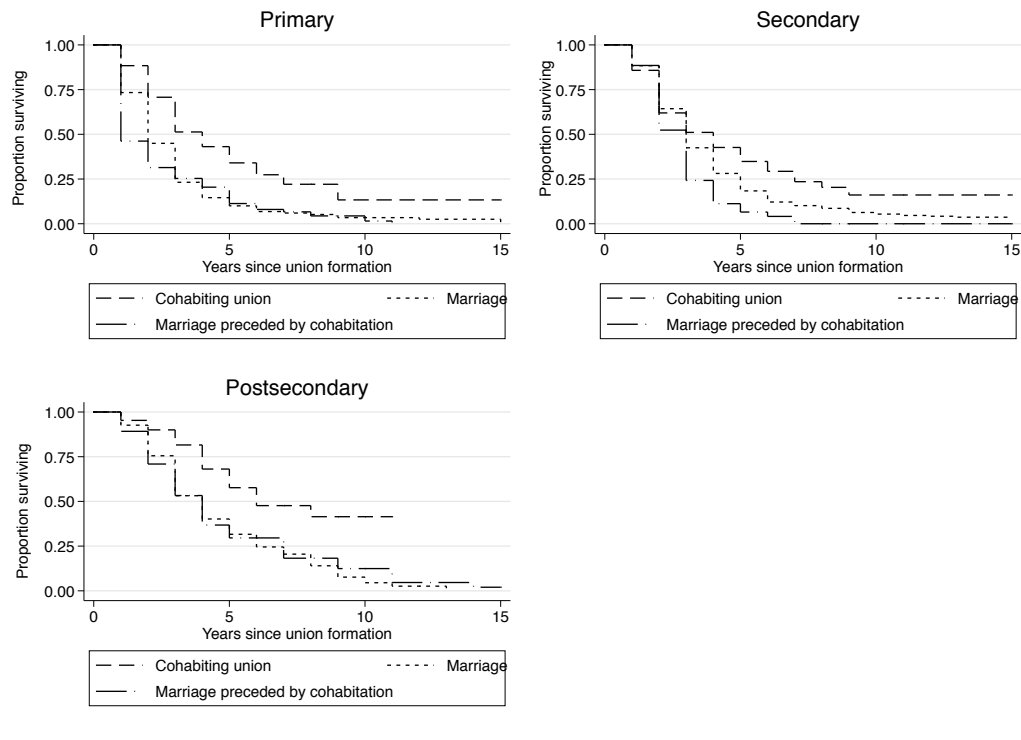 Primary
Proportion surviving
1.00
0.75
0.50
0.25
0.00
0 5 10 15
Years since union formation
Cohabiting union Marriage
Marriage preceded by cohabitation
Secondary
Proportion surviving
1.00
0.75
0.50
0.25
0.00
0 5 10 15
Years since union formation
Cohabiting union Marriage
Marriage preceded by cohabitation
Postsecondary
Proportion surviving
1.00
0.75
0.50
0.25
0.00
0 5 10 15
Years since union formation
Cohabiting union Marriage
Marriage preceded by cohabitation